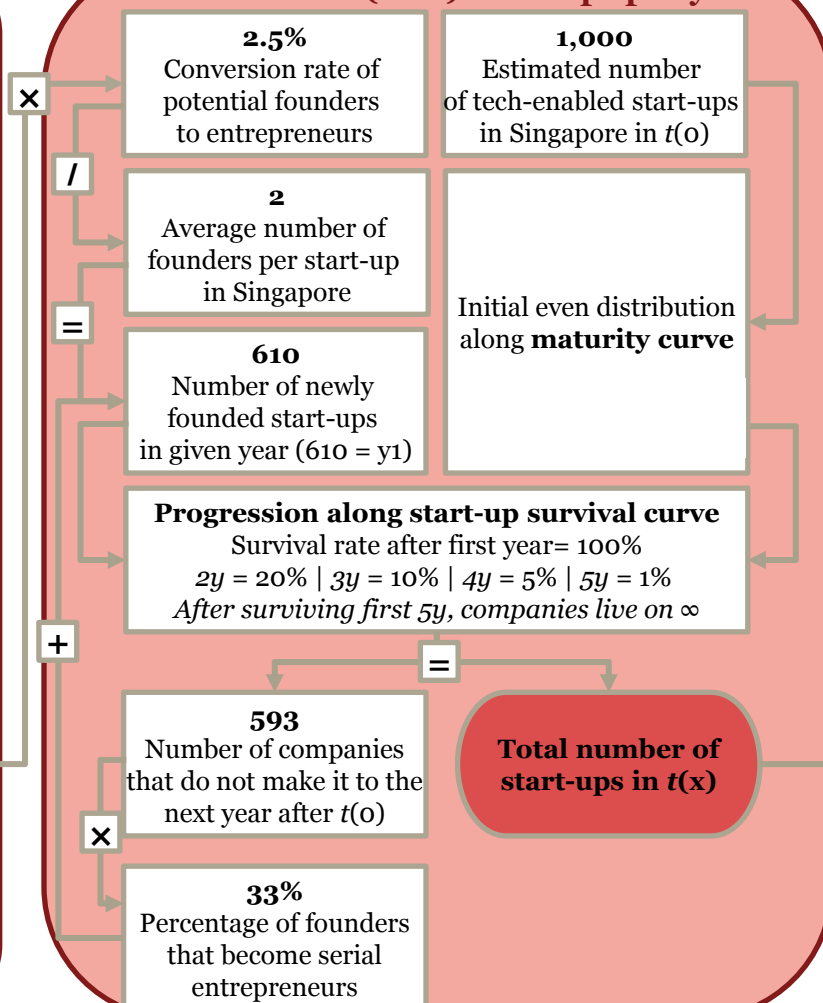 2.5%
Conversion rate of
potential founders
to entrepreneurs
1,000
Estimated number
of tech-enabled start-ups
in Singapore in t(0)
×
/
2
Average number of
founders per start-up
in Singapore
Initial even distribution
along maturity curve
=
610
Number of newly
founded start-ups
in given year (610 = y1)
Progression along start-up survival curve
Survival rate after first year= 100%
2y = 20% | 3y = 10% | 4y = 5% | 5y = 1%
After surviving first 5y, companies live on ∞
+
=
593
Number of companies
that do not make it to the
next year after t(0)
Total number of
start-ups in t(x)
×
33%
Percentage of founders
that become serial
entrepreneurs